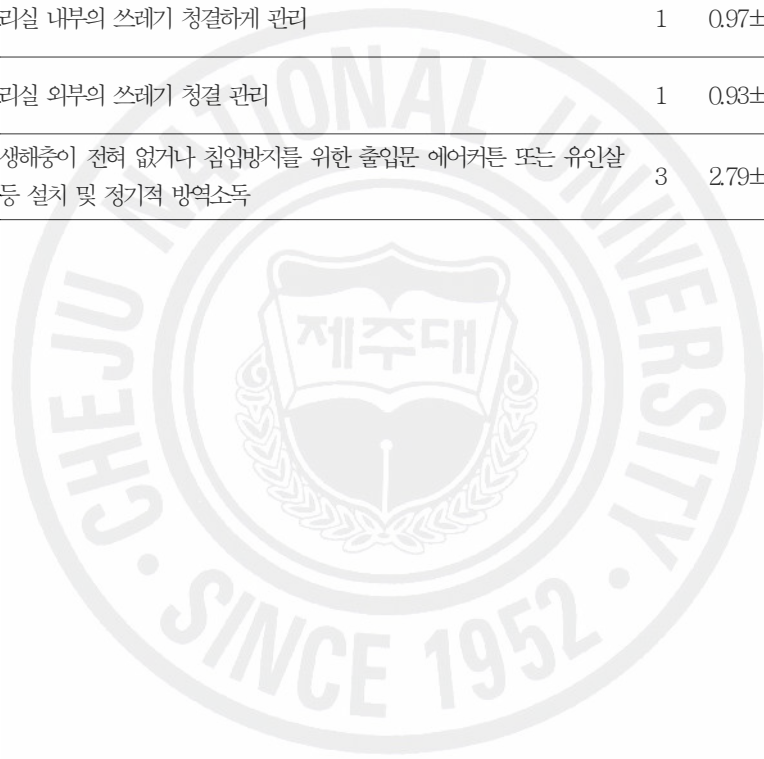 리실 내부의 쓰레기 청결하게 관리 1 0.97±
리실 외부의 쓰레기 청결 관리 1 0.93±
생해충이 전혀 없거나 침입방지를 위한 출입문 에어커튼 또는 유인살
등 설치 및 정기적 방역소독 3 2.79±
CHEJU NATIONAL UNIVERSITY
제주대
· SINCE 1952 ·